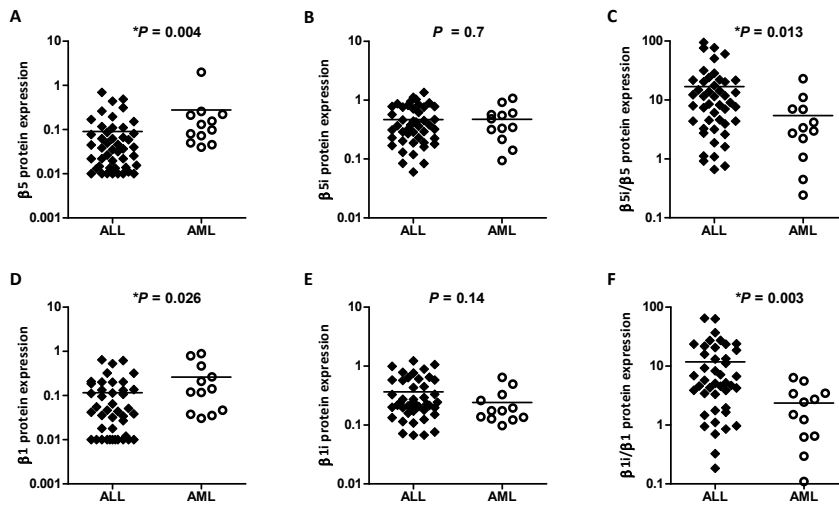 A
*P = 0.004
β5 protein expression
10
1
0.1
0.01
0.001
ALL
AML
B
P = 0.7
β5i protein expression
10
1
0.1
0.01
ALL
AML
C
*P = 0.013
β5i/β5 protein expression
100
10
1
0.1
ALL
AML
D
*P = 0.026
β1 protein expression
10
1
0.1
0.01
0.001
ALL
AML
E
P = 0.14
β1i protein expression
10
1
0.1
0.01
ALL
AML
F
*P = 0.003
β1i/β1 protein expression
100
10
1
0.1
ALL
AML